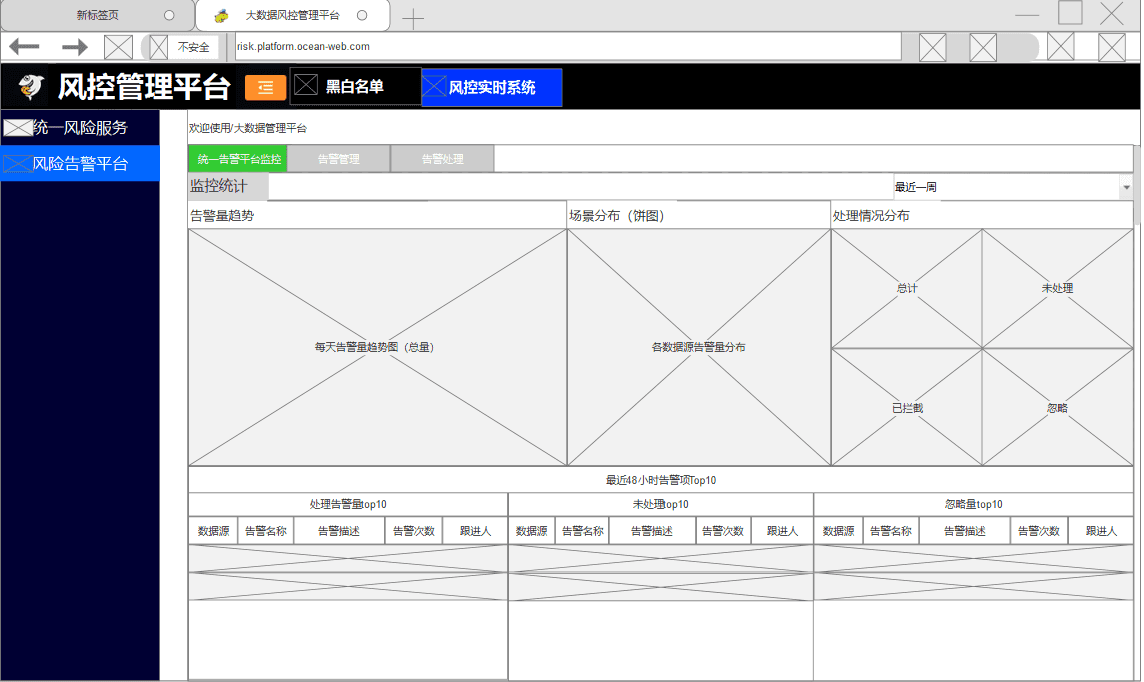 新标签页
大数据风控管理平台
不安全
risk.platform.ocean-web.com
风控管理平台
黑白名单
风控实时系统
统一风险服务
风险告警平台
欢迎使用/大数据管理平台
统一告警平台监控 告警管理 告警处理
监控统计 最近一周
告警量趋势 场景分布（饼图） 处理情况分布
每天告警量趋势图（总量） 各数据源告警量分布
总计 未处理
已拦截 忽略
最近48小时告警项Top10
处理告警量top10 未处理top10 忽略量top10
数据源 告警名称 告警描述 告警次数 跟进人 数据源 告警名称 告警描述 告警次数 跟进人 数据源 告警名称 告警描述 告警次数 跟进人